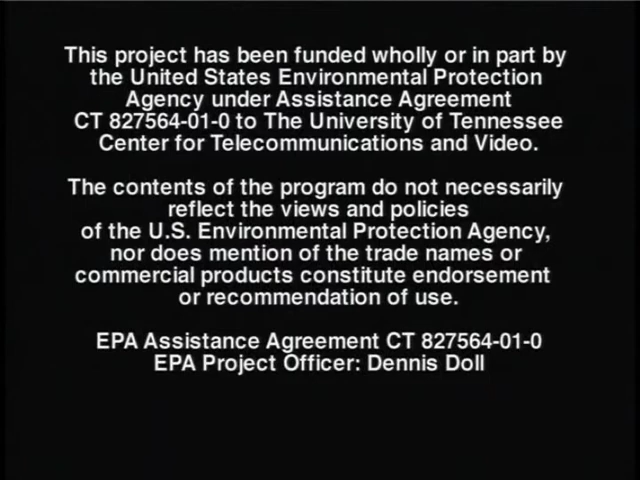 This project has been funded wholly or in part by
the United States Environmental Protection
Agency under Assistance Agreement
CT 827564-01-0 to The University of Tennessee
Center for Telecommunications and Video.
The contents of the program do not necessarily
reflect the views and policies
of the U.S. Environmental Protection Agency,
nor does mention of the trade names or
commercial products constitute endorsement
or recommendation of use.
EPA Assistance Agreement CT 827564-01-0
EPA Project Officer: Dennis Doll